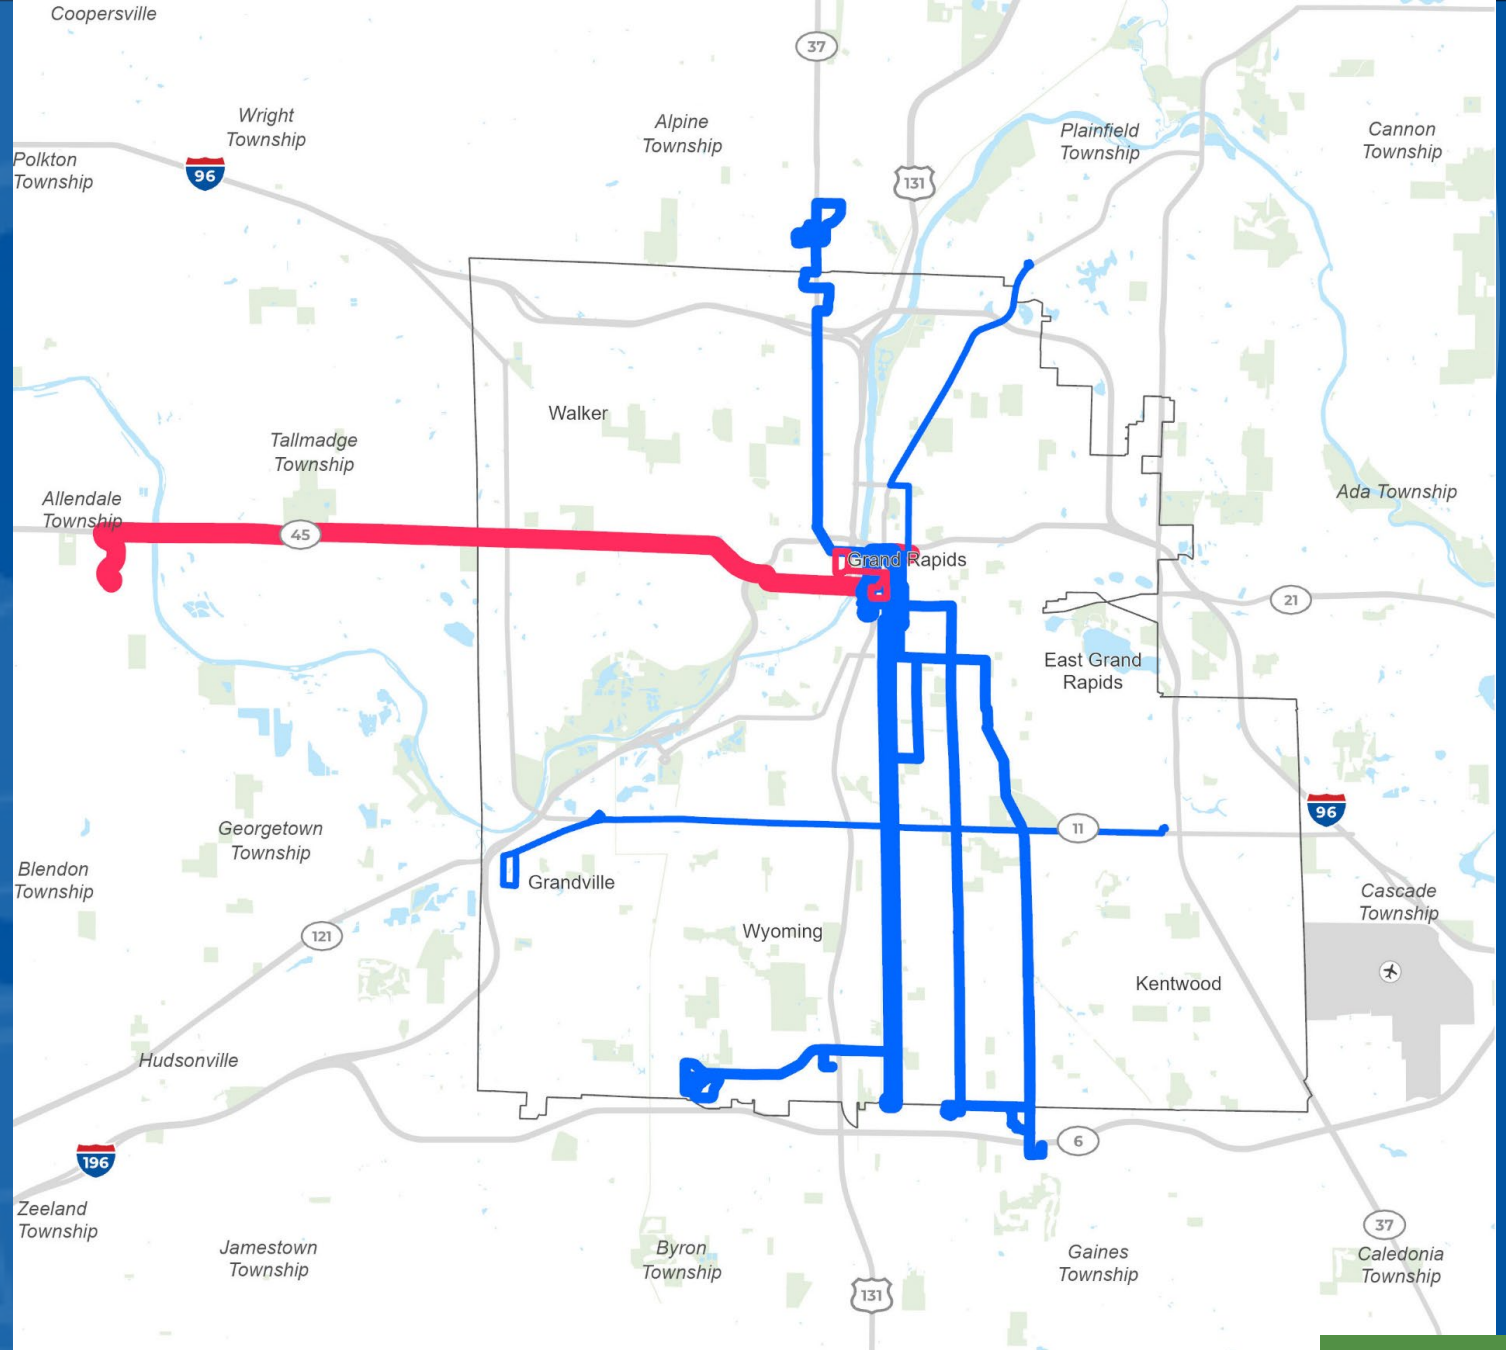 Coopersville
37
Wright
Township
Alpine
Township
Plainfield
Township
Cannon
Township
Polkton
Township
96
131
Walker
Tallmadge
Township
Allendale
Township
45
Ada Township
Grand Rapids
21
East Grand
Rapids
Georgetown
Township
11
96
Blendon
Township
Grandville
Cascade
Township
121
Wyoming
Kentwood
Hudsonville
196
6
Zeeland
Township
Jamestown
Township
Byron
Township
Gaines
Township
37
Caledonia
Township
131